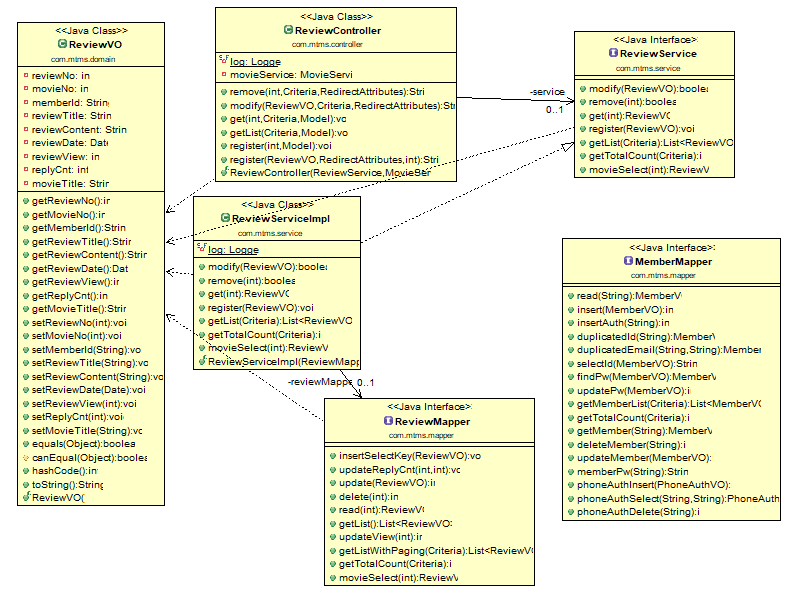 <<Java Class>>
ReviewVO
com.mtms.domain
reviewNo: in
movieNo: in
memberId: String
reviewTitle: Strin
reviewContent: Strin
reviewDate: Date
reviewView: in
replyCnt: int
movieTitle: Strin
getReviewNo():in
getMovieNo():in
getMemberId():Strin
getReviewTitle():Strir
getReviewContent():Strir
getReviewDate():Dat
getReviewView():ir
getReplyCnt():in
getMovieTitle():Strir
setReviewNo(int):voi
setMovieNo(int):voi
setMemberId(String):vo
setReviewTitle(String):vo
setReviewContent(String):vo
setReviewDate(Date):voi
setReviewView(int):voi
setReplyCnt(int):voi
setMovieTitle(String):vo
equals(Object):boolea
canEqual(Object):boolea
hashCode():in
toString():String
ReviewVO(
<<Java Class>>
ReviewController
com.mtms.controller
log: Logge
movieService: MovieServi
remove(int,Criteria,RedirectAttributes):Stri
modify(ReviewVO,Criteria,RedirectAttributes):St
get(int,Criteria,Model):vo
getList(Criteria,Model):vo
register(int,Model):voi
register(ReviewVO,RedirectAttributes,int):Stri
ReviewController(ReviewService,MovieSer
-service
0..1
<<Java Interface>
ReviewService
com.mtms.service
modify(ReviewVO):boolea
remove(int):boolea
get(int):ReviewVO
register(ReviewVO):voi
getList(Criteria):List<ReviewVO
getTotalCount(Criteria):i
movieSelect(int):ReviewV
<<Java Class>>
ReviewServiceImpl
com.mtms.service
log: Logge
modify(ReviewVO):boolea
remove(int):boolea
get(int):ReviewVO
register(ReviewVO):voi
getList(Criteria):List<ReviewVO
getTotalCount(Criteria):i
movieSelect(int):ReviewV
ReviewServiceImpl(ReviewMapp
-reviewMappe 0..1
<<Java Interface>
ReviewMapper
com.mtms.mapper
insertSelectKey(ReviewVO):vo
updateReplyCnt(int,int):vo
update(ReviewVO):in
delete(int):in
read(int):ReviewVO
getList():List<ReviewVO>
updateView(int):ir
getListWithPaging(Criteria):List<ReviewVO
getTotalCount(Criteria):i
movieSelect(int):ReviewV
<<Java Interface>
MemberMapper
com.mtms.mapper
read(String):MemberV
insert(MemberVO):in
insertAuth(String):in
duplicatedId(String):Member\
duplicatedEmail(String,String):Member
selectId(MemberVO):Strin
findPw(MemberVO):MemberV
updatePw(MemberVO):i
getMemberList(Criteria):List<MemberVO
getTotalCount(Criteria):i
getMember(String):MemberV
deleteMember(String):i
updateMember(MemberVO):
memberPw(String):Strin
phoneAuthInsert(PhoneAuthVO):
phoneAuthSelect(String,String):PhoneAuth
phoneAuthDelete(String):i